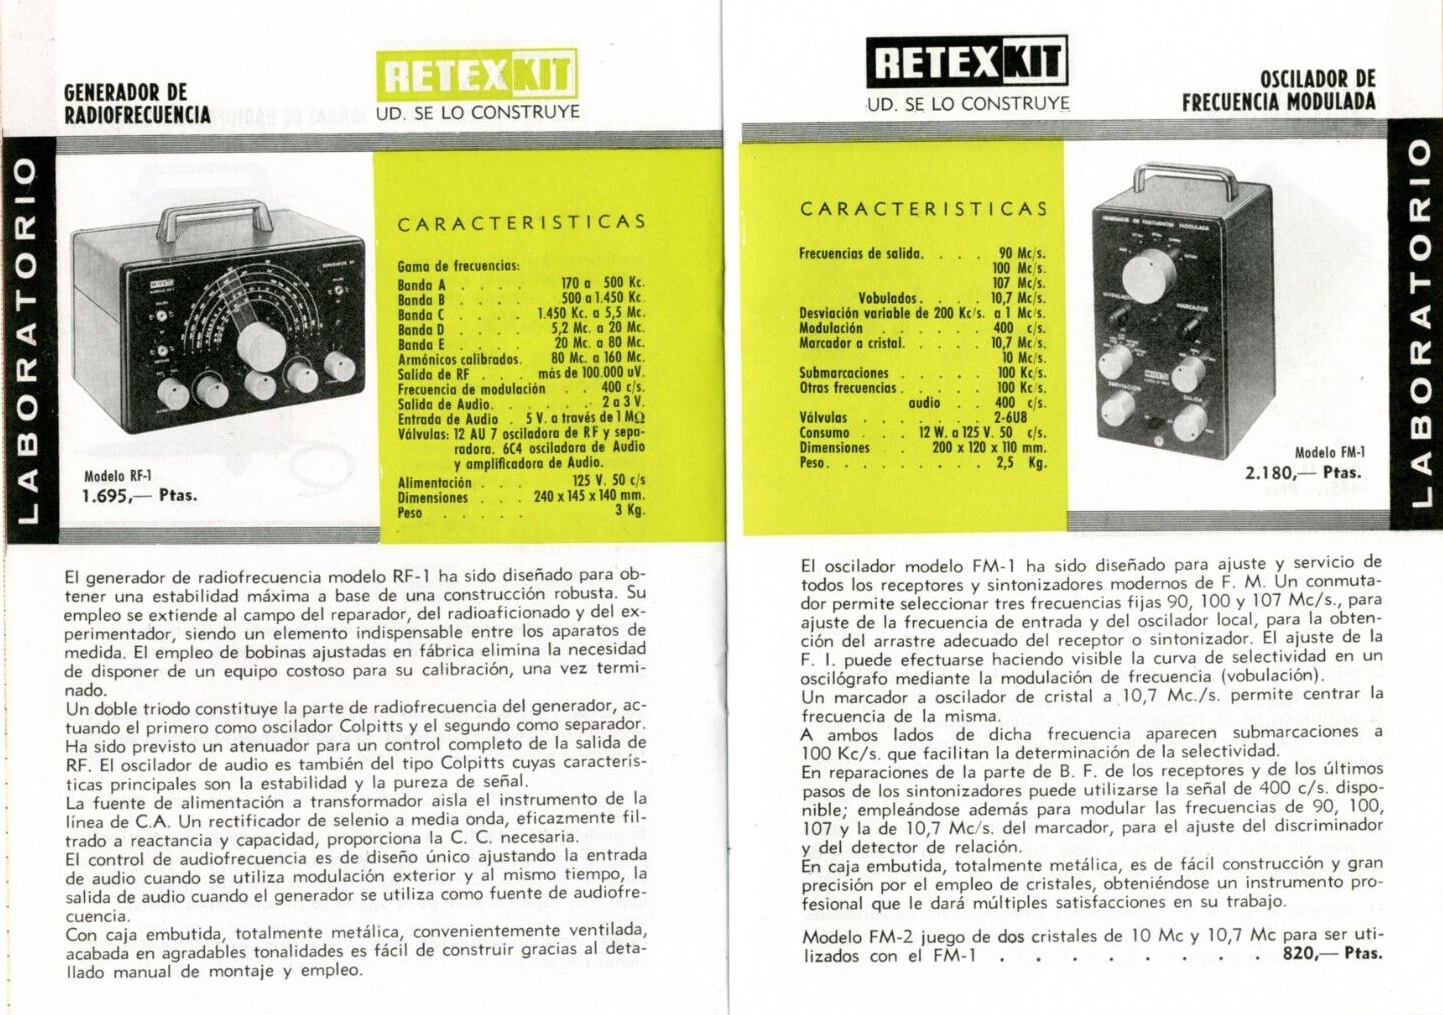 GENERADOR DE
RADIOFRECUENCIA
RETEXKIT
UD. SE LO CONSTRUYE
LABORATORIO
Modelo RF-1
1.695,— Ptas.
CARACTERISTICAS
Gama de frecuencias:
Banda A . . . . 170 a 500 Kc.
Banda B . . . . 500 a 1.450 Kc.
Banda C . . . . 1.450 Kc. a 5,5 Mc.
Banda D . . . . 5,2 Mc. a 20 Mc.
Banda E . . . . 20 Mc. a 80 Mc.
Armónicos calibrados. 80 Mc. a 160 Mc.
Salida de RF . . . más de 100.000 uV.
Frecuencia de modulación . . 400 c/s.
Salida de Audio. . . . . . 2 a 3 V.
Entrada de Audio . 5 V. a través de 1 MΩ
Válvulas: 12 AU 7 osciladora de RF y sepa-
radora. 6C4 osciladora de Audio
y amplificadora de Audio.
Alimentación . . . 125 V. 50 c/s
Dimensiones . . . 240 x 145 x 140 mm.
Peso . . . . . 3 Kg.
El generador de radiofrecuencia modelo RF-1 ha sido diseñado para ob-
tener una estabilidad máxima a base de una construcción robusta. Su
empleo se extiende al campo del reparador, del radioaficionado y del ex-
perimentador, siendo un elemento indispensable entre los aparatos de
medida. El empleo de bobinas ajustadas en fábrica elimina la necesidad
de disponer de un equipo costoso para su calibración, una vez termi-
nado.
Un doble triodo constituye la parte de radiofrecuencia del generador, ac-
tuando el primero como oscilador Colpitts y el segundo como separador.
Ha sido previsto un atenuador para un control completo de la salida de
RF. El oscilador de audio es también del tipo Colpitts cuyas caracterís-
ticas principales son la estabilidad y la pureza de señal.
La fuente de alimentación a transformador aisla el instrumento de la
línea de C.A. Un rectificador de selenio a media onda, eficazmente fil-
trado a reactancia y capacidad, proporciona la C. C. necesaria.
El control de audiofrecuencia es de diseño único ajustando la entrada
de audio cuando se utiliza modulación exterior y al mismo tiempo, la
salida de audio cuando el generador se utiliza como fuente de audiofre-
cuencia.
Con caja embutida, totalmente metálica, convenientemente ventilada,
acabada en agradables tonalidades es fácil de construir gracias al deta-
llado manual de montaje y empleo.
RETEXKIT
UD. SE LO CONSTRUYE
OSCILADOR DE
FRECUENCIA MODULADA
CARACTERISTICAS
Frecuencias de salida. . . . 90 Mc/s.
100 Mc/s.
107 Mc/s.
Vobulados. . . . 10,7 Mc/s.
Desviación variable de 200 Kc/s. a 1 Mc/s.
Modulación . . . . . . 400 c/s.
Marcador a cristal. . . . . 10,7 Mc/s.
10 Mc/s.
Submarcaciones . . . . . 100 Kc/s.
Otras frecuencias . . . . . 100 Kc/s.
audio . . 400 c/s.
Válvulas . . . . . . 2-6U8
Consumo . . . 12 W. a 125 V. 50 c/s.
Dimensiones . . 200 x 120 x 110 mm.
Peso. . . . . . . . . 2,5 Kg.
OSCILADOR DE FRECUENCIA MODULADA
MARCADOR
DESVIACION
SALIDA
Modelo FM-1
2.180,— Ptas.
LABORATORIO
El oscilador modelo FM-1 ha sido diseñado para ajuste y servicio de
todos los receptores y sintonizadores modernos de F. M. Un conmuta-
dor permite seleccionar tres frecuencias fijas 90, 100 y 107 Mc/s., para
ajuste de la frecuencia de entrada y del oscilador local, para la obten-
ción del arrastre adecuado del receptor o sintonizador. El ajuste de la
F. I. puede efectuarse haciendo visible la curva de selectividad en un
oscilógrafo mediante la modulación de frecuencia (vobulación).
Un marcador a oscilador de cristal a 10,7 Mc./s. permite centrar la
frecuencia de la misma.
A ambos lados de dicha frecuencia aparecen submarcaciones a
100 Kc/s. que facilitan la determinación de la selectividad.
En reparaciones de la parte de B. F. de los receptores y de los últimos
pasos de los sintonizadores puede utilizarse la señal de 400 c/s. dispo-
nible; empleándose además para modular las frecuencias de 90, 100,
107 y la de 10,7 Mc/s. del marcador, para el ajuste del discriminador
y del detector de relación.
En caja embutida, totalmente metálica, es de fácil construcción y gran
precisión por el empleo de cristales, obteniéndose un instrumento pro-
fesional que le dará múltiples satisfacciones en su trabajo.
Modelo FM-2 juego de dos cristales de 10 Mc y 10,7 Mc para ser uti-
lizados con el FM-1 . . . . . . . . 820,— Ptas.